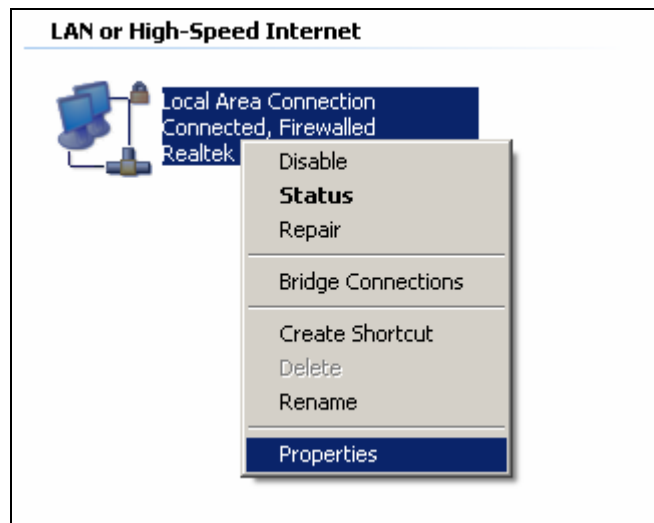 LAN or High-Speed Internet
Local Area Connection
Connected, Firewalled
Realtek
Disable
Status
Repair
Bridge Connections
Create Shortcut
Delete
Rename
Properties